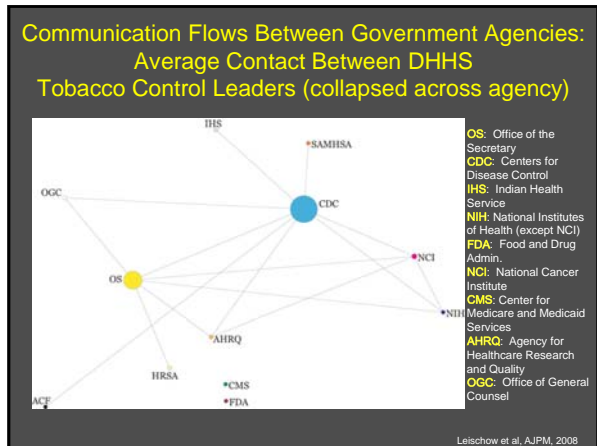 Communication Flows Between Government Agencies:
Average Contact Between DHHS
Tobacco Control Leaders (collapsed across agency)
IHS
SAMHSA
OGC
CDC
NCI
OS
NIH
AHRQ
HRSA
CMS
ACF
FDA
OS: Office of the
Secretary
CDC: Centers for
Disease Control
IHS: Indian Health
Service
NIH: National Institutes
of Health (except NCI)
FDA: Food and Drug
Admin.
NCI: National Cancer
Institute
CMS: Center for
Medicare and Medicaid
Services
AHRQ: Agency for
Healthcare Research
and Quality
OGC: Office of General
Counsel
Leischow et al, AJPM, 2008